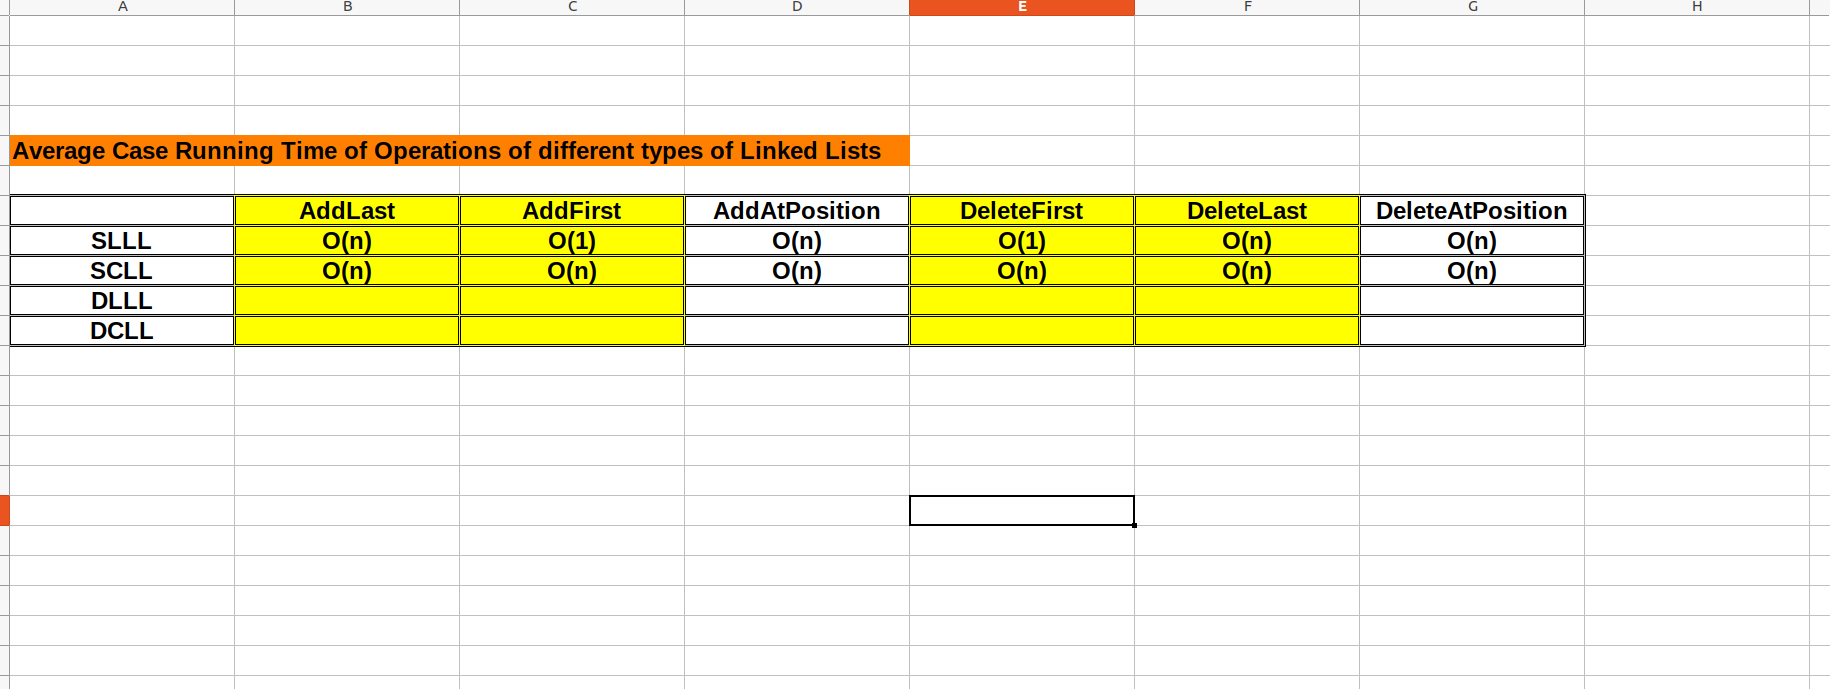 A B C D E F G H
Average Case Running Time of Operations of different types of Linked Lists
AddLast AddFirst AddAtPosition DeleteFirst DeleteLast DeleteAtPosition
SLLL O(n) O(1) O(n) O(1) O(n) O(n)
SCLL O(n) O(n) O(n) O(n) O(n) O(n)
DLLL
DCLL